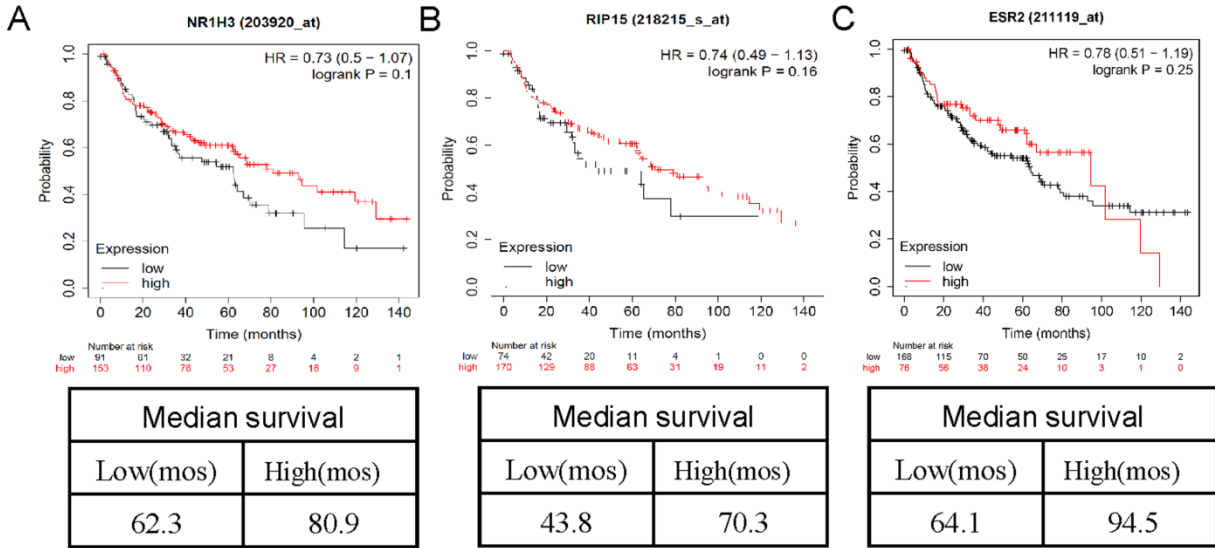 A
NR1H3 (203920_at)
HR = 0.73 (0.5 − 1.07)
logrank P = 0.1
Probability
1.0
0.8
0.6
0.4
0.2
0.0
Expression
low
high
0 20 40 60 80 100 120 140
Time (months)
Number at risk
low 91 61 32 21 8 4 2 1
high 153 110 78 53 27 18 9 1
Median survival
Low(mos) High(mos)
62.3 80.9
B
RIP15 (218215_s_at)
HR = 0.74 (0.49 − 1.13)
logrank P = 0.16
Probability
1.0
0.8
0.6
0.4
0.2
0.0
Expression
low
high
0 20 40 60 80 100 120 140
Time (months)
Number at risk
low 74 42 20 11 4 1 0 0
high 170 129 88 63 31 19 11 2
Median survival
Low(mos) High(mos)
43.8 70.3
C
ESR2 (211119_at)
HR = 0.78 (0.51 − 1.19)
logrank P = 0.25
Probability
1.0
0.8
0.6
0.4
0.2
0.0
Expression
low
high
0 20 40 60 80 100 120 140
Time (months)
Number at risk
low 168 115 70 50 25 17 10 2
high 76 56 38 24 10 3 1 0
Median survival
Low(mos) High(mos)
64.1 94.5